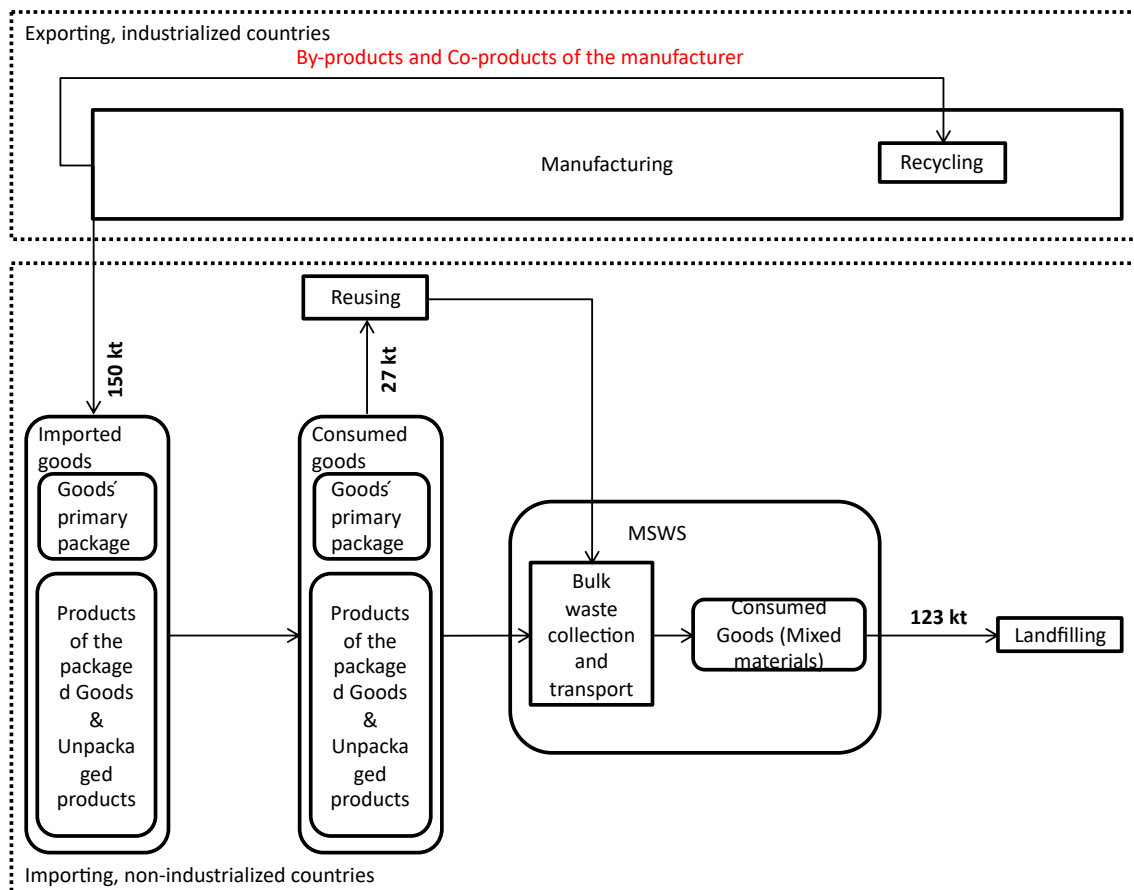 Exporting, industrialized countries
By-products and Co-products of the manufacturer
Manufacturing
Recycling
Reusing
150 kt
27 kt
Imported
goods
Goods´
primary
package
Products
of the
package
d Goods
&
Unpacka
ged
products
Consumed
goods
Goods´
primary
package
Products
of the
package
d Goods
&
Unpacka
ged
products
MSWS
Bulk
waste
collection
and
transport
Consumed
Goods (Mixed
materials)
123 kt
Landfilling
Importing, non-industrialized countries